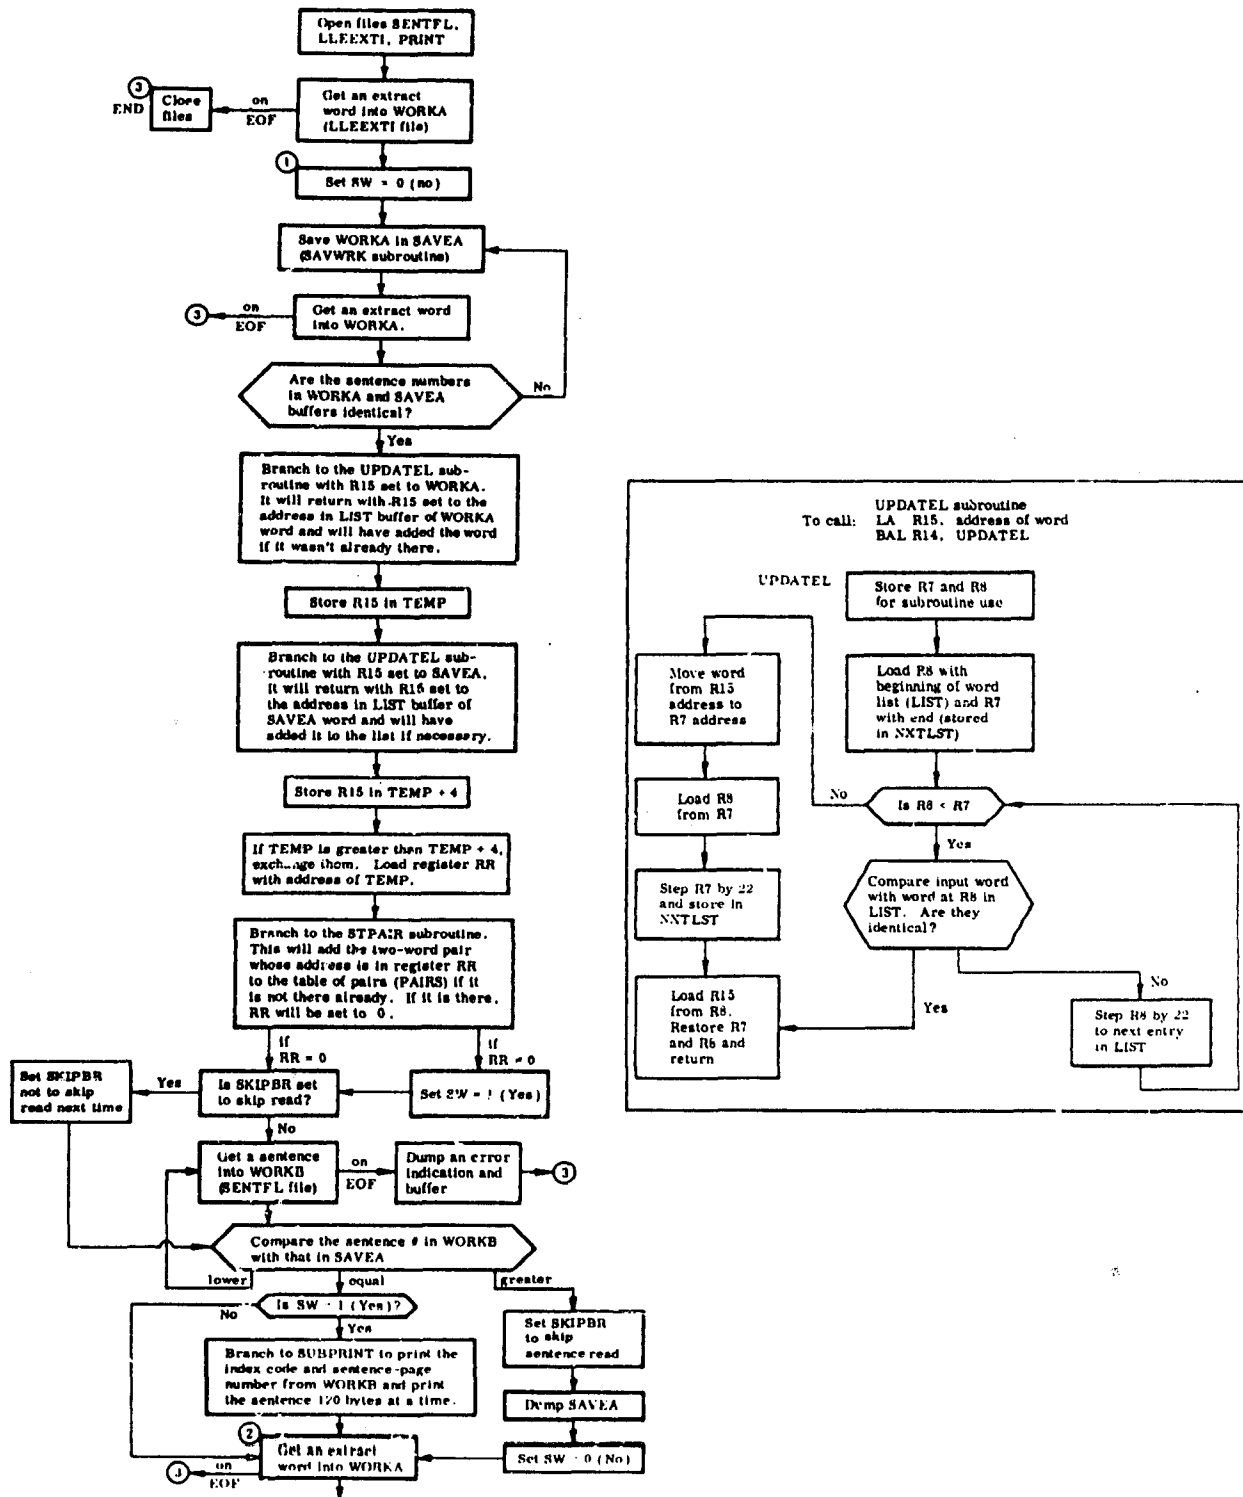 Open files SENTFL,
LLEEXTI, PRINT
Get an extract
word into WORKA
(LLEEXTI file)
on
EOF
3
END
Close
files
1
Set SW = 0 (no)
Save WORKA in SAVEA
(SAVWRK subroutine)
Get an extract word
into WORKA.
on
EOF
3
Are the sentence numbers
in WORKA and SAVEA
buffers identical?
No
Yes
Branch to the UPDATEL sub-
routine with R15 set to WORKA.
It will return with R15 set to the
address in LIST buffer of WORKA
word and will have added the word
if it wasn't already there.
Store R15 in TEMP
Branch to the UPDATEL sub-
routine with R15 set to SAVEA.
It will return with R15 set to
the address in LIST buffer of
SAVEA word and will have
added it to the list if necessary.
Store R15 in TEMP + 4
If TEMP is greater than TEMP + 4,
exchange them. Load register RR
with address of TEMP.
Branch to the STPAIR subroutine.
This will add the two-word pair
whose address is in register RR
to the table of pairs (PAIRS) if it
is not there already. If it is there,
RR will be set to 0.
if
RR = 0
if
RR ≠ 0
Set SKIPBR
not to skip
read next time
Yes
Is SKIPBR set
to skip read?
Set SW = 1 (Yes)
No
Get a sentence
into WORKB
(SENTFL file)
on
EOF
Dump an error
indication and
buffer
3
Compare the sentence # in WORKB
with that in SAVEA
lower
equal
greater
No
Is SW = 1 (Yes)?
Yes
Set SKIPBR
to skip
sentence read
Branch to SUBPRINT to print the
index code and sentence-page
number from WORKB and print
the sentence 120 bytes at a time.
Dump SAVEA
2
Get an extract
word into WORKA
Set SW = 0 (No)
3
on
EOF
UPDATEL subroutine
To call: LA R15, address of word
BAL R14, UPDATEL
UPDATEL
Store R7 and R8
for subroutine use
Load R8 with
beginning of word
list (LIST) and R7
with end (stored
in NXTLST)
Move word
from R15
address to
R7 address
No
Is R8 < R7
Load R8
from R7
Yes
Compare input word
with word at R8 in
LIST. Are they
identical?
Step R7 by 22
and store in
NXTLST
No
Yes
Load R15
from R8.
Restore R7
and R8 and
return
Step R8 by 22
to next entry
in LIST